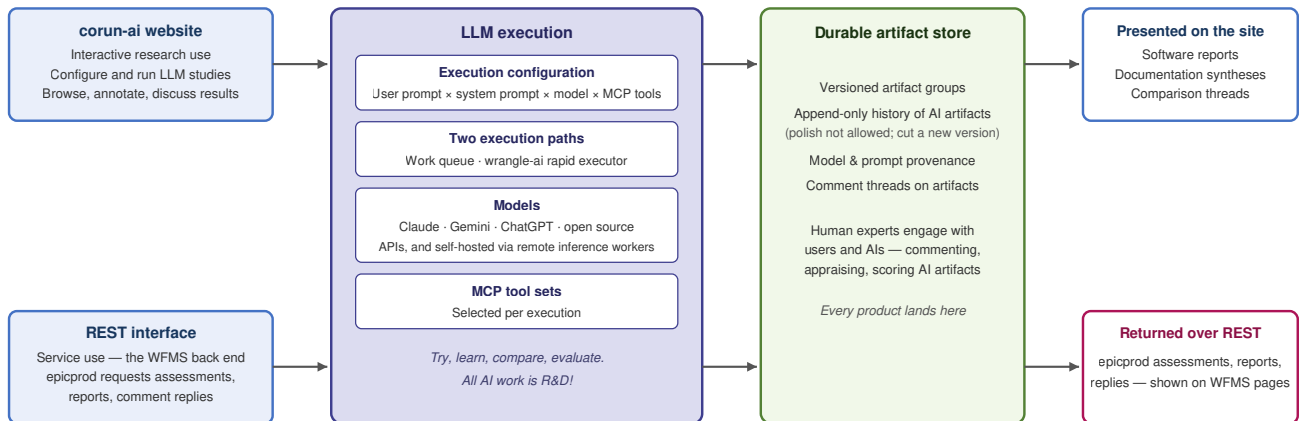 corun-ai website
Interactive research use
Configure and run LLM studies
Browse, annotate, discuss results
REST interface
Service use — the WFMS back end
epicprod requests assessments,
reports, comment replies
LLM execution
Execution configuration
User prompt × system prompt × model × MCP tools
Two execution paths
Work queue · wrangle-ai rapid executor
Models
Claude · Gemini · ChatGPT · open source
APIs, and self-hosted via remote inference workers
MCP tool sets
Selected per execution
Try, learn, compare, evaluate.
All AI work is R&D!
Durable artifact store
Versioned artifact groups
Append-only history of AI artifacts
(polish not allowed; cut a new version)
Model & prompt provenance
Comment threads on artifacts
Human experts engage with
users and AIs — commenting,
appraising, scoring AI artifacts
Every product lands here
Presented on the site
Software reports
Documentation syntheses
Comparison threads
Returned over REST
epicprod assessments, reports,
replies — shown on WFMS pages